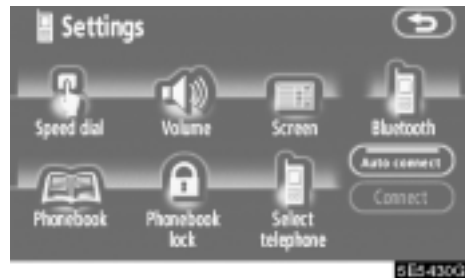 Settings
Speed dial
Volume
Screen
Bluetooth
Auto connect
Connect
Phonebook
Phonebook
lock
Select
telephone
5E5430G